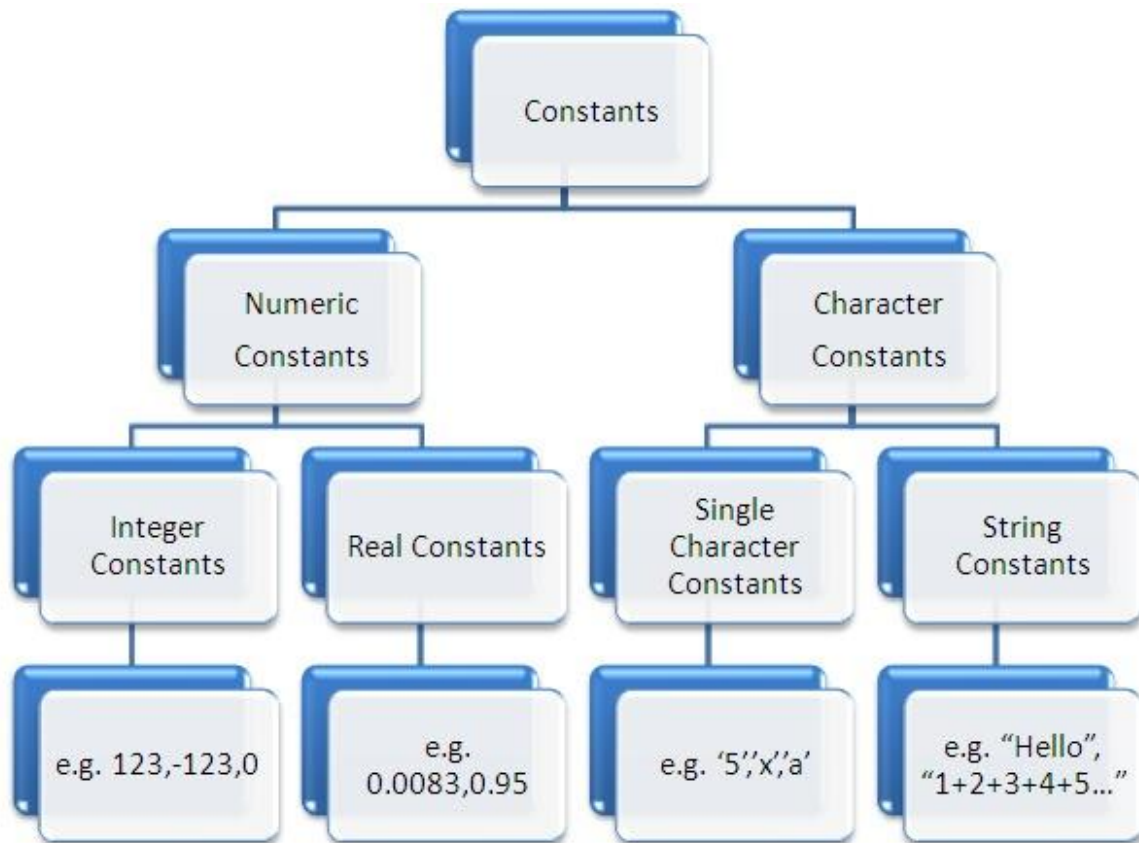 Constants
Numeric
Constants
Character
Constants
Integer
Constants
Real Constants
Single
Character
Constants
String
Constants
e.g. 123,-123,0
e.g.
0.0083,0.95
e.g. ‘5’,’x’,’a’
e.g. “Hello”,
“1+2+3+4+5…”